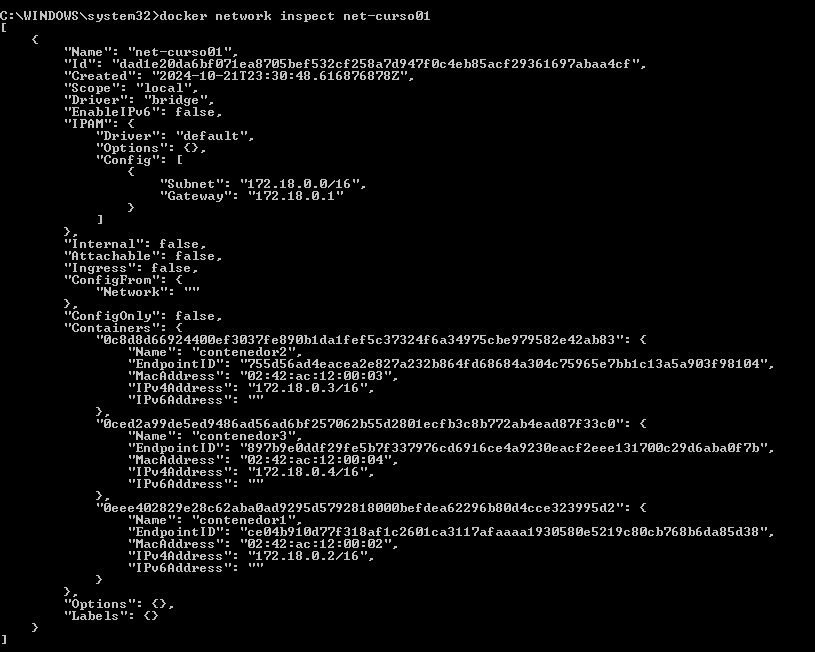 C:\WINDOWS\system32>docker network inspect net-curso01
[
    {
        "Name": "net-curso01",
        "Id": "dad1e20da6bf071ea8705bef532cf258a7d947f0c4eb85acf29361697abaa4cf",
        "Created": "2024-10-21T23:30:48.616876878Z",
        "Scope": "local",
        "Driver": "bridge",
        "EnableIPv6": false,
        "IPAM": {
            "Driver": "default",
            "Options": {},
            "Config": [
                {
                    "Subnet": "172.18.0.0/16",
                    "Gateway": "172.18.0.1"
                }
            ]
        },
        "Internal": false,
        "Attachable": false,
        "Ingress": false,
        "ConfigFrom": {
            "Network": ""
        },
        "ConfigOnly": false,
        "Containers": {
            "0c8d8d66924400ef3037fe890b1da1fef5c37324f6a34975cbe979582e42ab83": {
                "Name": "contenedor2",
                "EndpointID": "755d56ad4eacea2e827a232b864fd68684a304c75965e7bb1c13a5a903f98104",
                "MacAddress": "02:42:ac:12:00:03",
                "IPv4Address": "172.18.0.3/16",
                "IPv6Address": ""
            },
            "0ced2a99de5ed9486ad56ad6bf257062b55d2801ecfb3c8b772ab4ead87f33c0": {
                "Name": "contenedor3",
                "EndpointID": "897b9e0ddf29fe5b7f337976cd6916ce4a9230eacf2eee131700c29d6aba0f7b",
                "MacAddress": "02:42:ac:12:00:04",
                "IPv4Address": "172.18.0.4/16",
                "IPv6Address": ""
            },
            "0eee402829e28c62aba0ad9295d5792818000befdea62296b80d4cce323995d2": {
                "Name": "contenedor1",
                "EndpointID": "ce04b910d77f318af1c2601ca3117afaaaa1930580e5219c80cb768b6da85d38",
                "MacAddress": "02:42:ac:12:00:02",
                "IPv4Address": "172.18.0.2/16",
                "IPv6Address": ""
            }
        },
        "Options": {},
        "Labels": {}
    }
]